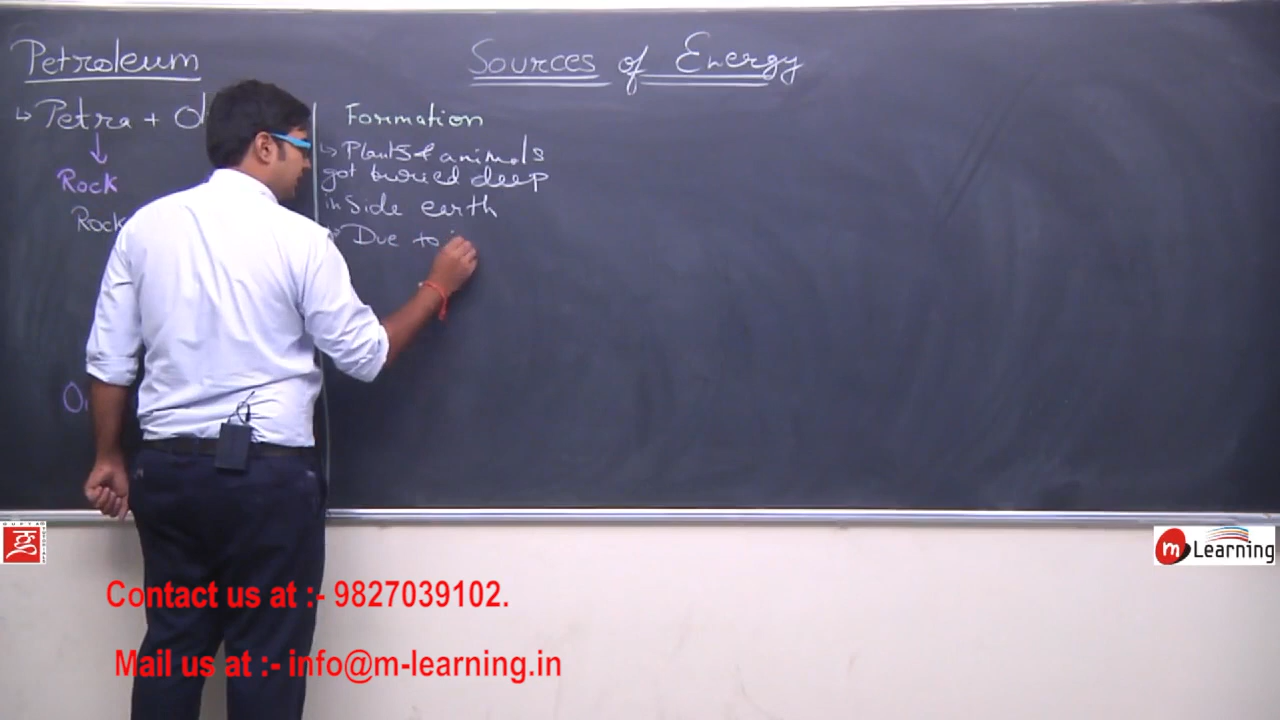 Petroleum
Sources of Energy
↳ Petra +
Rock
Rock
Formation
↳ Plants & animals
got buried deep
inside earth
↳ Due to
m Learning
Contact us at :- 9827039102.
Mail us at :- info@m-learning.in